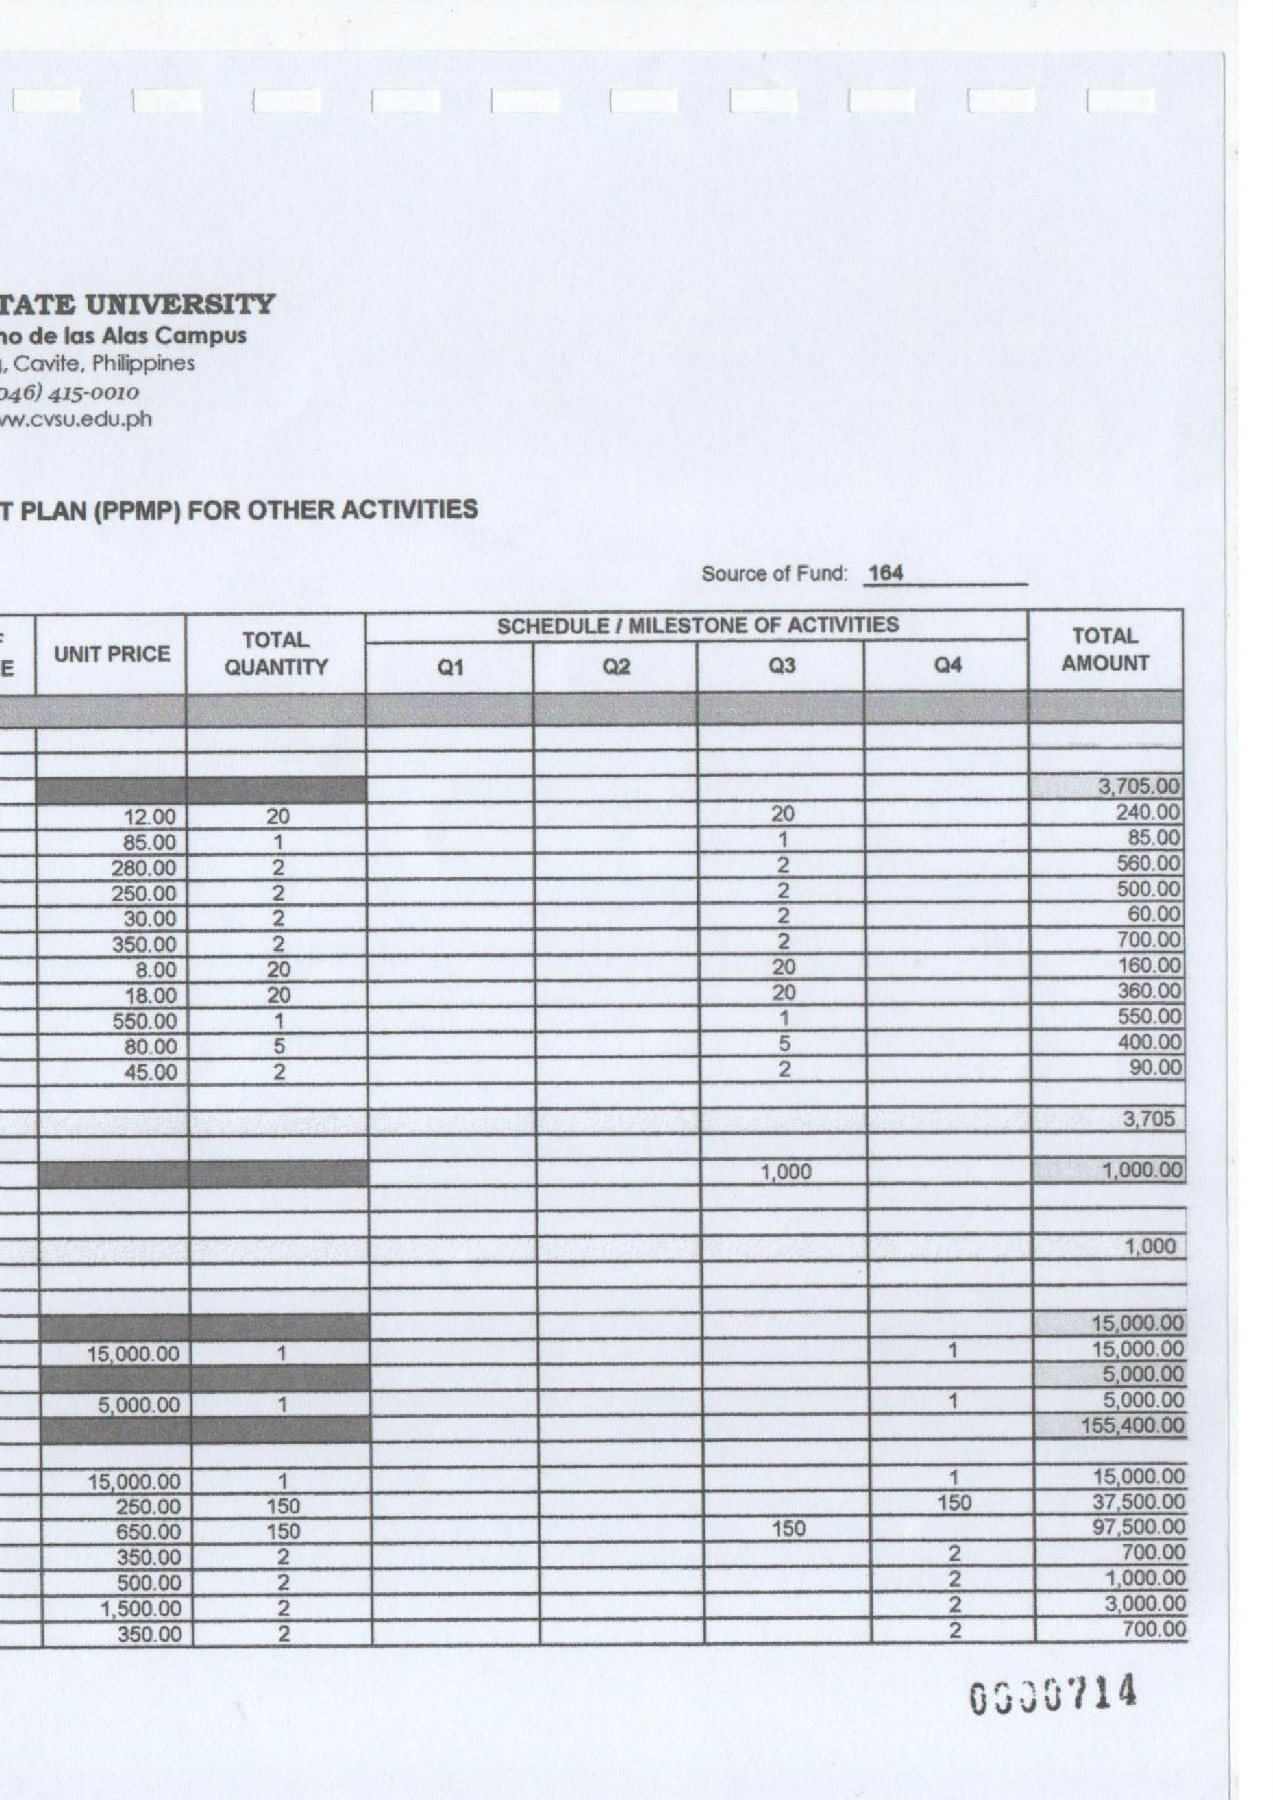 TATE UNIVERSITY
no de las Alas Campus
, Cavite, Philippines
046) 415-0010
ww.cvsu.edu.ph
T PLAN (PPMP) FOR OTHER ACTIVITIES
Source of Fund: 164
E UNIT PRICE TOTAL QUANTITY SCHEDULE / MILESTONE OF ACTIVITIES TOTAL AMOUNT
Q1 Q2 Q3 Q4
3,705.00
12.00 20 20 240.00
85.00 1 1 85.00
280.00 2 2 560.00
250.00 2 2 500.00
30.00 2 2 60.00
350.00 2 2 700.00
8.00 20 20 160.00
18.00 20 20 360.00
550.00 1 1 550.00
80.00 5 5 400.00
45.00 2 2 90.00
3,705
1,000 1,000.00
1,000
15,000.00
15,000.00 1 1 15,000.00
5,000.00
5,000.00 1 1 5,000.00
155,400.00
15,000.00 1 1 15,000.00
250.00 150 150 37,500.00
650.00 150 150 97,500.00
350.00 2 2 700.00
500.00 2 2 1,000.00
1,500.00 2 2 3,000.00
350.00 2 2 700.00
0000714